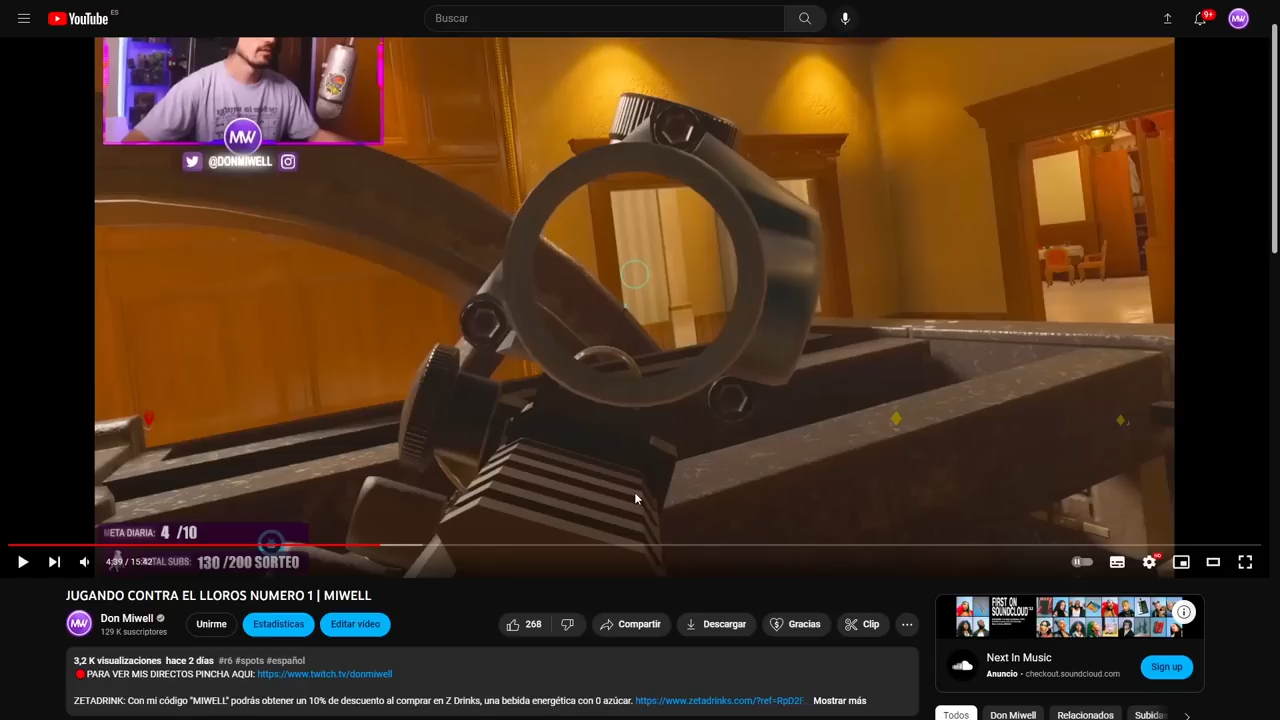 YouTube ES
Buscar
9+
MW
MW
@DONMIWELL
META DIARIA: 4 /10
TOTAL SUBS: 130 /200 SORTEO
4:39 / 15:42
HD
JUGANDO CONTRA EL LLOROS NUMERO 1 | MIWELL
MW
Don Miwell
129 K suscriptores
Unirme
Estadísticas
Editar vídeo
268
Compartir
Descargar
Gracias
Clip
3,2 K visualizaciones hace 2 días #r6 #spots #español
PARA VER MIS DIRECTOS PINCHA AQUI: https://www.twitch.tv/donmiwell
ZETADRINK: Con mi código "MIWELL" podrás obtener un 10% de descuento al comprar en Z Drinks, una bebida energética con 0 azúcar. https://www.zetadrinks.com/?ref=RpD2F... Mostrar más
FIRST ON
SOUNDCLOUD
Next In Music
Anuncio • checkout.soundcloud.com
Sign up
Todos
Don Miwell
Relacionados
Subida